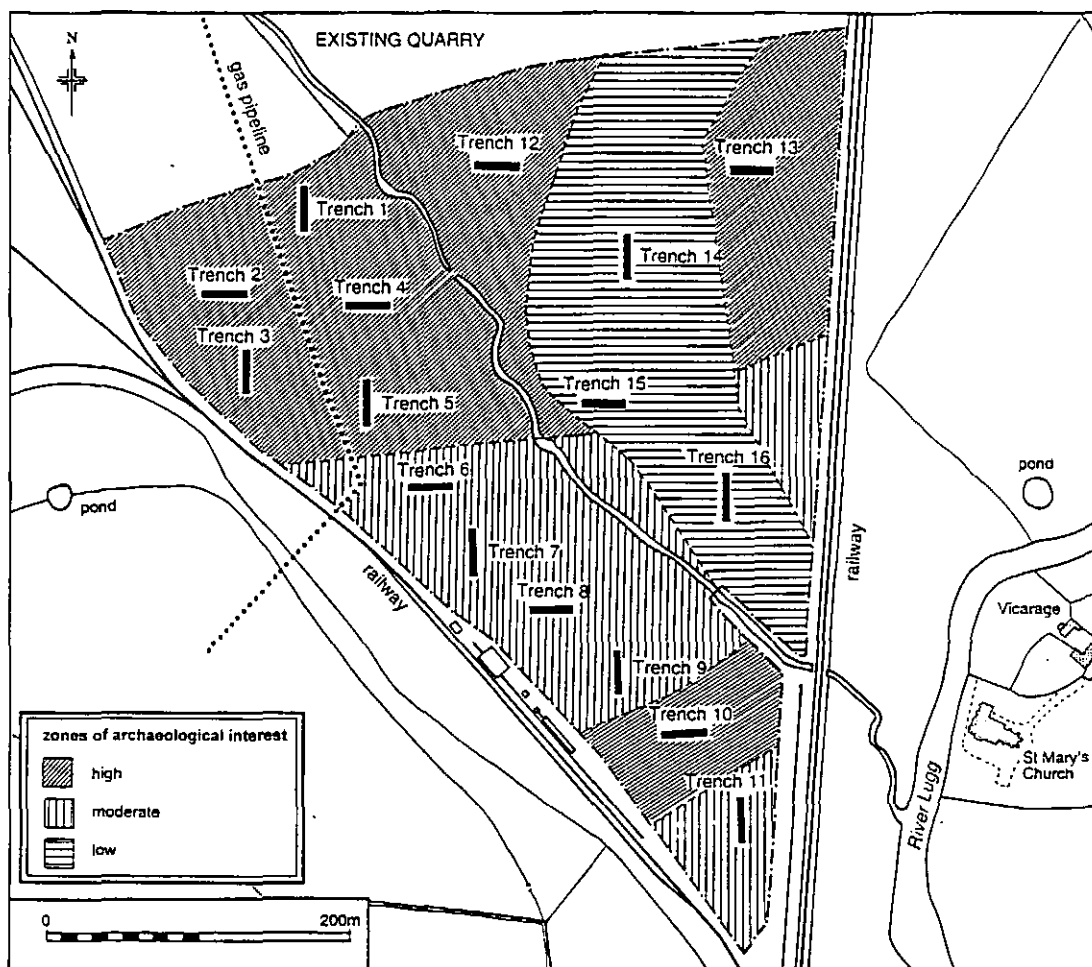 EXISTING QUARRY
N
gas pipeline
Trench 12
Trench 13
Trench 1
Trench 14
Trench 2
Trench 4
Trench 3
Trench 15
Trench 5
Trench 6
Trench 16
pond
pond
Trench 7
railway
railway
Trench 8
Vicarage
Trench 9
Trench 10
St Mary's
Church
Trench 11
River Lugg
zones of archaeological interest
high
moderate
low
0 200m